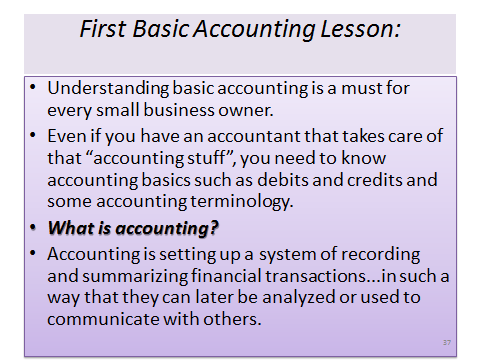 First Basic Accounting Lesson:
• Understanding basic accounting is a must for
every small business owner.
• Even if you have an accountant that takes care of
that “accounting stuff”, you need to know
accounting basics such as debits and credits and
some accounting terminology.
• What is accounting?
• Accounting is setting up a system of recording
and summarizing financial transactions...in such a
way that they can later be analyzed or used to
communicate with others.
37